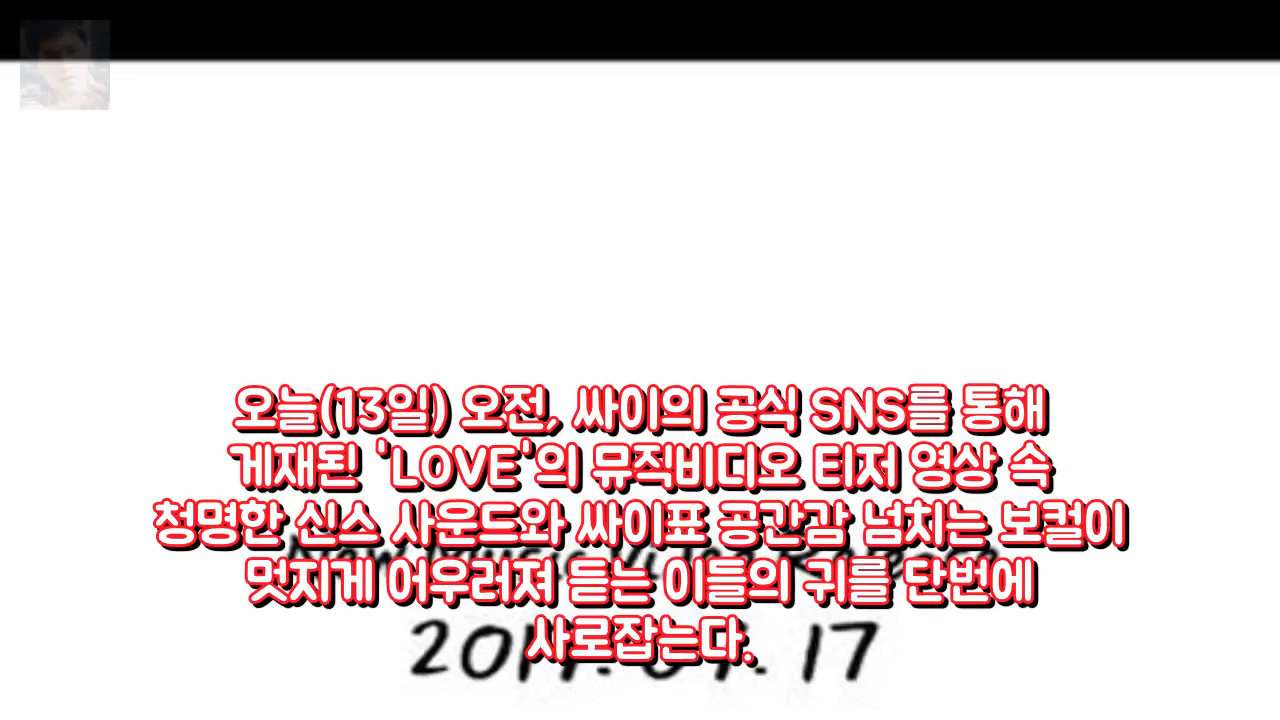 오늘(13일) 오전, 싸이의 공식 SNS를 통해
게재된 'LOVE'의 뮤직비디오 티저 영상 속
청명한 신스 사운드와 싸이표 공간감 넘치는 보컬이
멋지게 어우러져 듣는 이들의 귀를 단번에
사로잡는다.
17